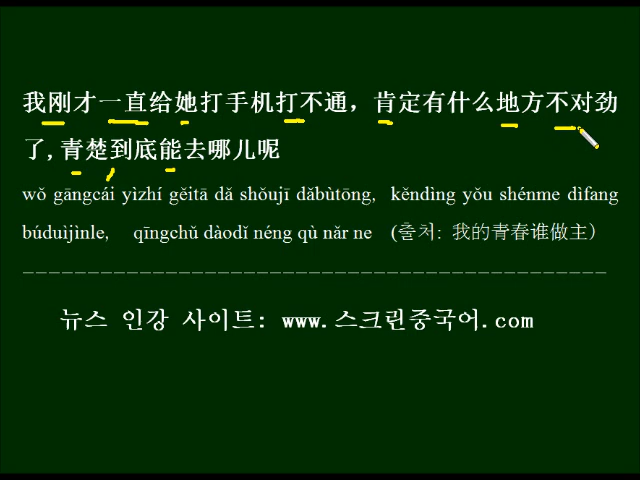 我刚才一直给她打手机打不通，肯定有什么地方不对劲
了,青楚到底能去哪儿呢
wǒ gāngcái yìzhí gěitā dǎ shǒujī dǎbùtōng, kěndìng yǒu shénme dìfang
búduìjìnle, qīngchǔ dàodǐ néng qù nǎr ne (출처: 我的青春谁做主)
뉴스 인강 사이트: www.스크린중국어.com